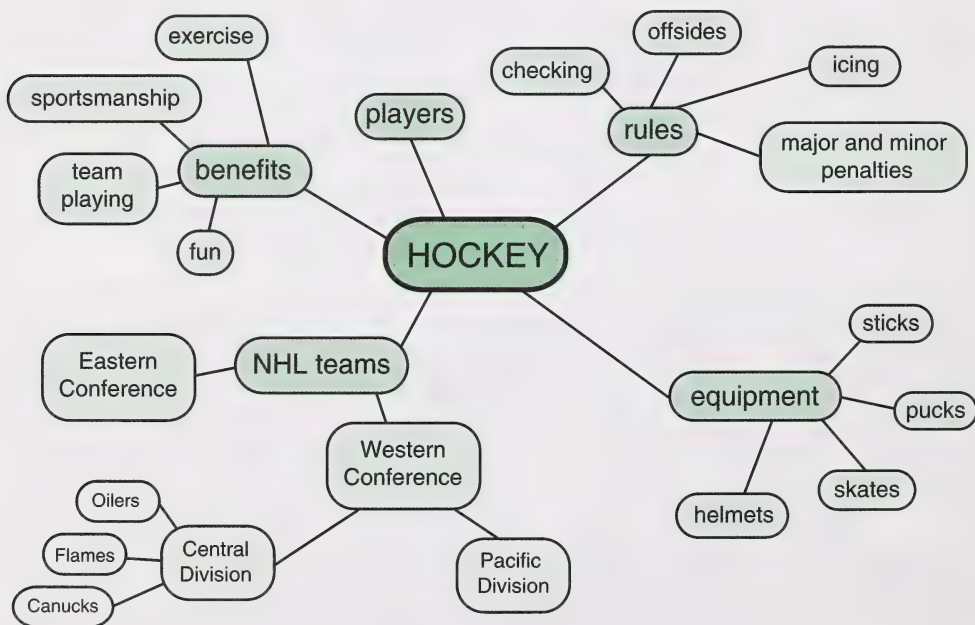 exercise
sportsmanship
team
playing
benefits
fun
players
offsides
checking
icing
rules
major and minor
penalties
HOCKEY
Eastern
Conference
NHL teams
Western
Conference
Oilers
Flames
Canucks
Central
Division
Pacific
Division
sticks
equipment
pucks
skates
helmets